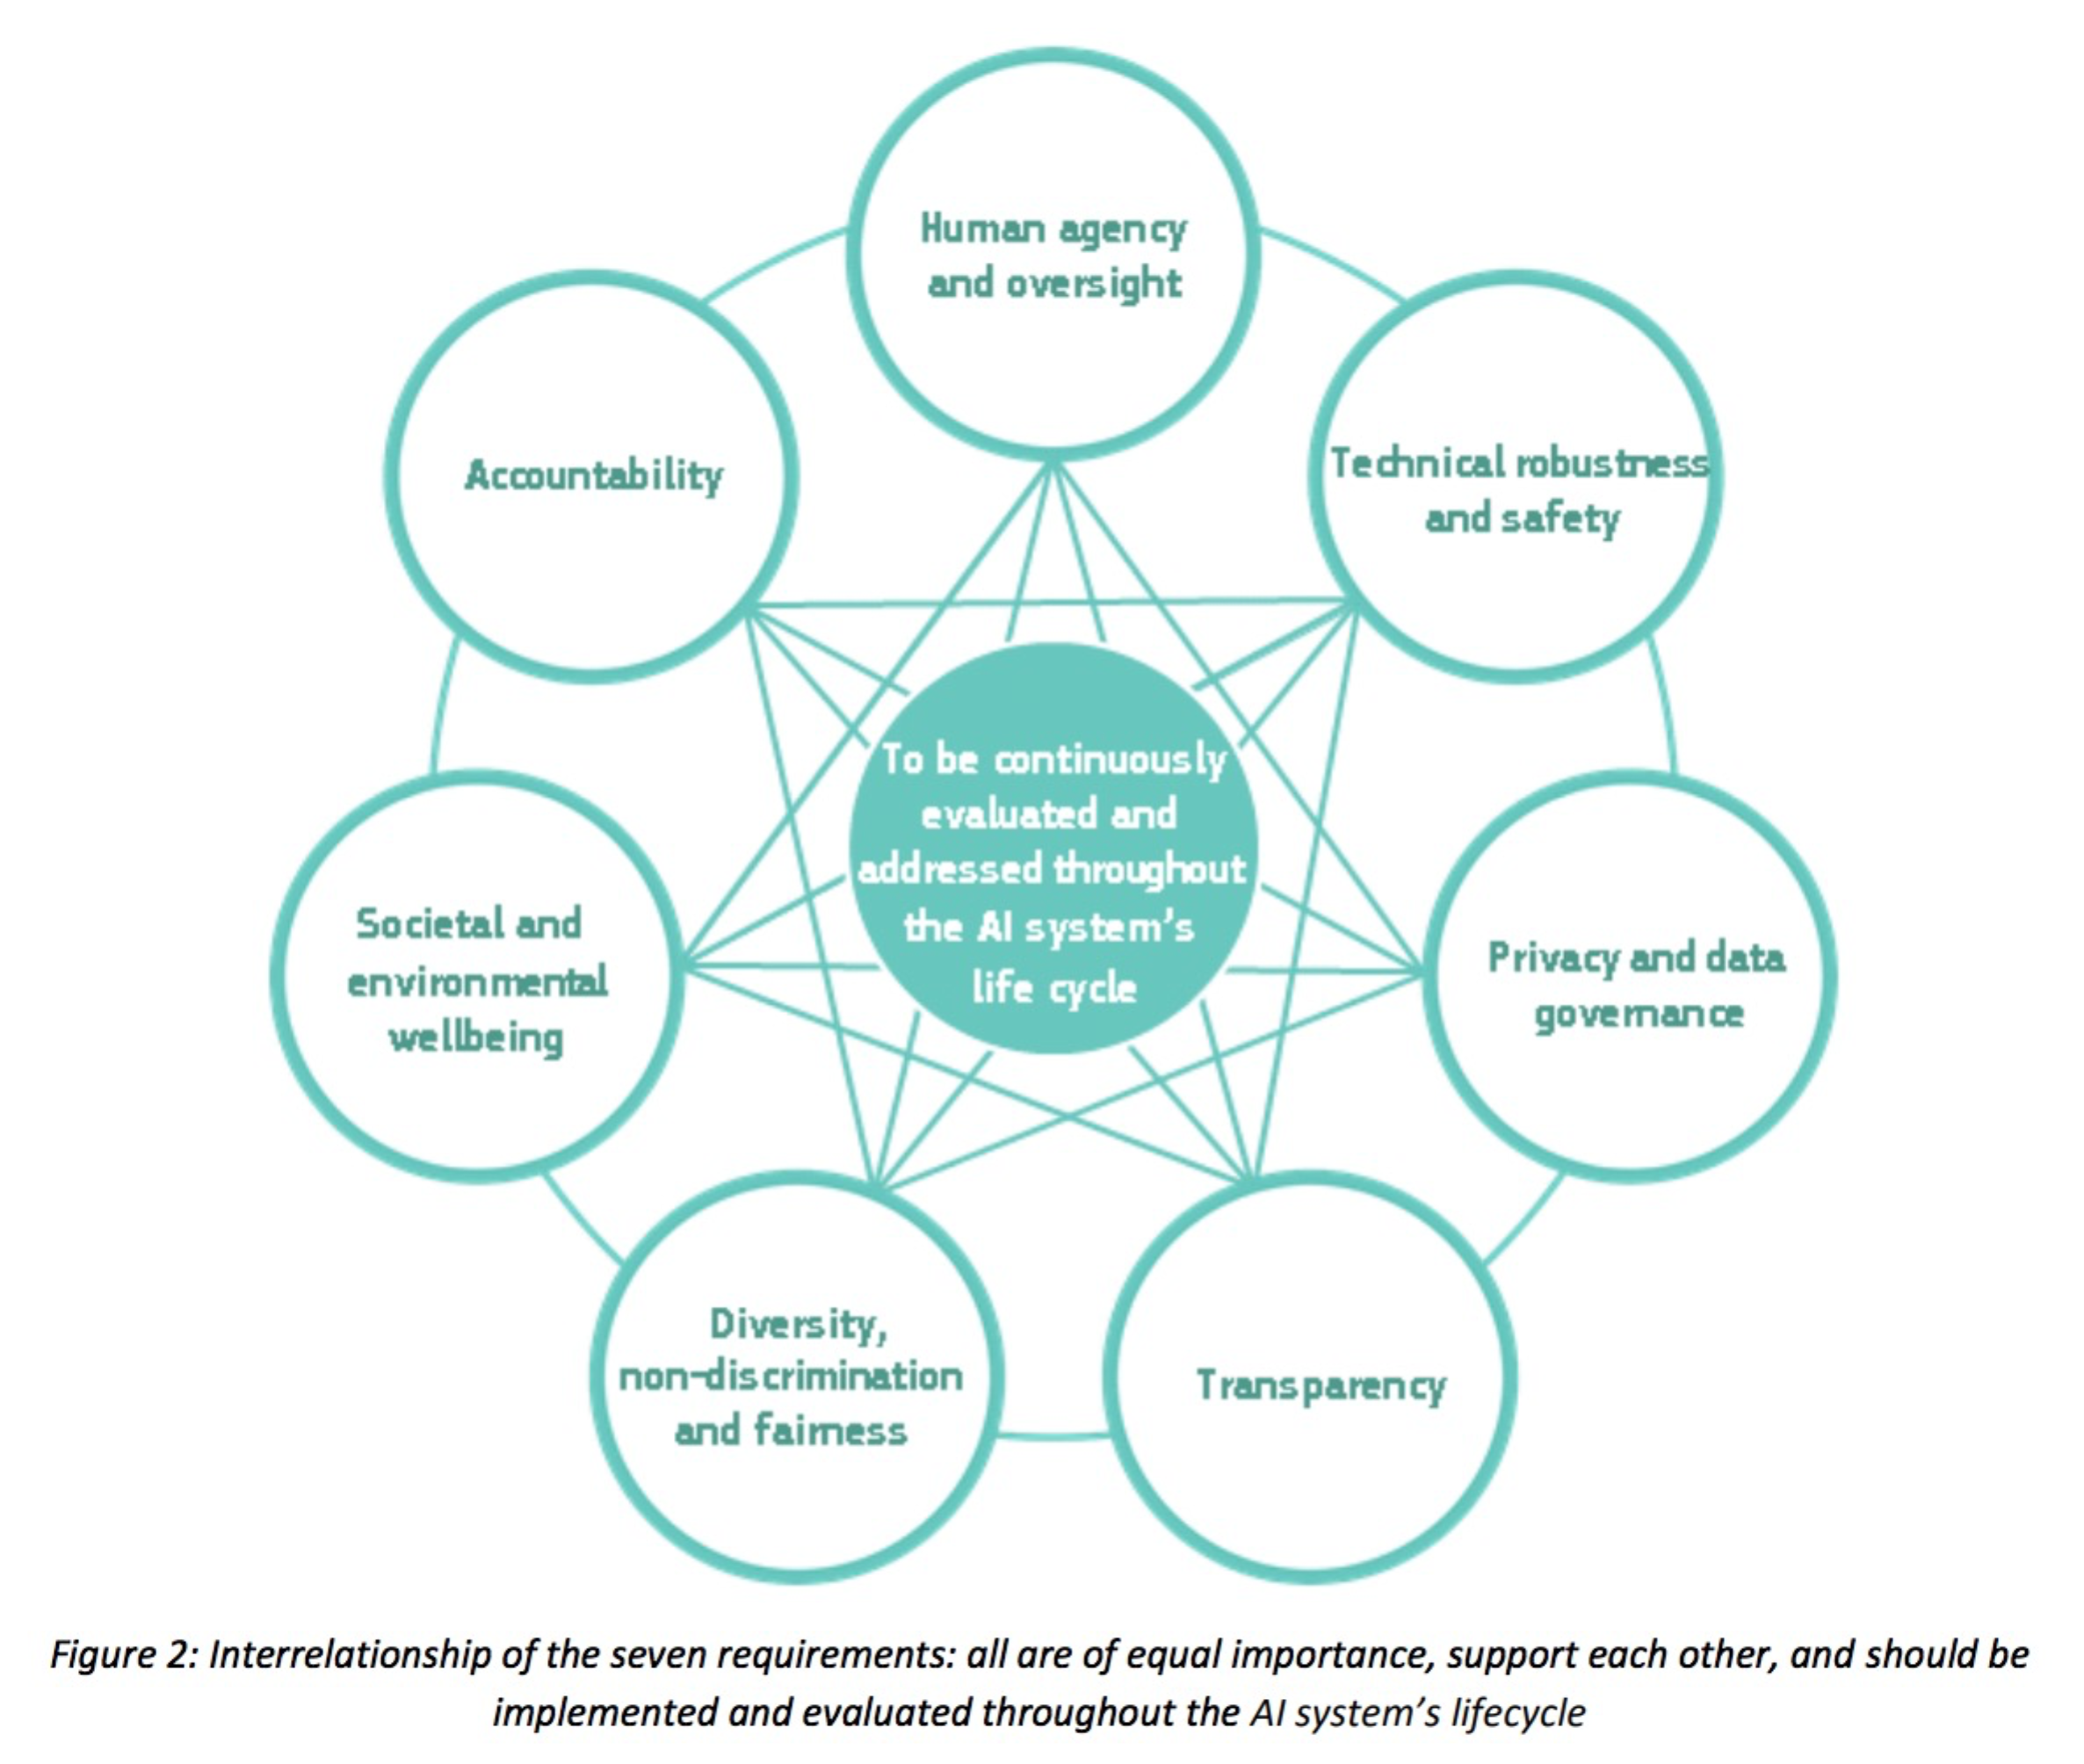 Human agency
and oversight
Technical robustness
and safety
Privacy and data
governance
Transparency
Diversity,
non-discrimination
and fairness
Societal and
environmental
wellbeing
Accountability
To be continuously
evaluated and
addressed throughout
the AI system's
life cycle
Figure 2: Interrelationship of the seven requirements: all are of equal importance, support each other, and should be
implemented and evaluated throughout the AI system's lifecycle